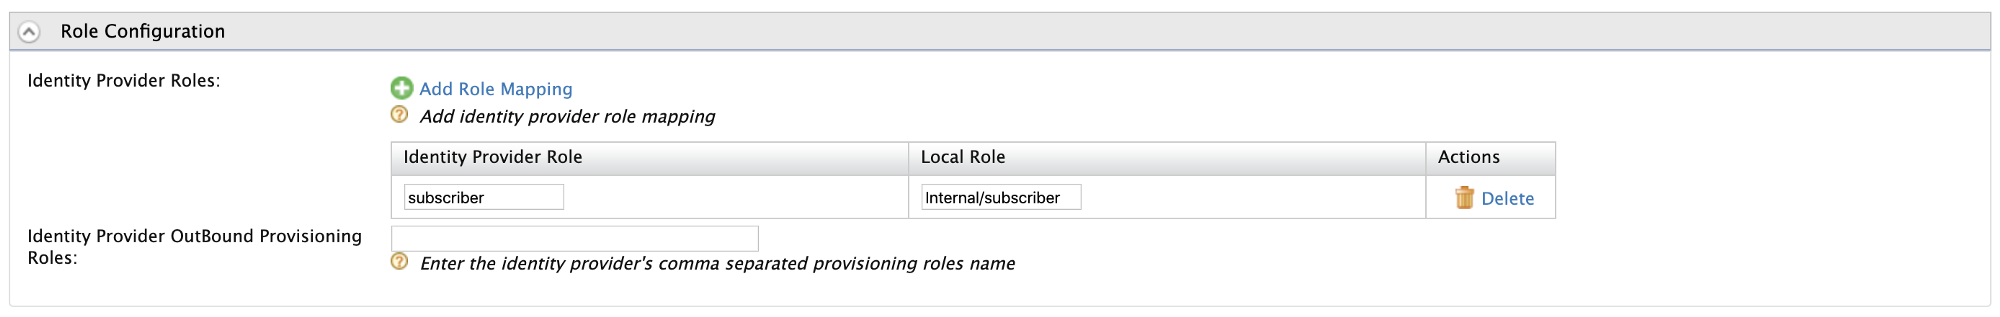 Role Configuration
Identity Provider Roles:
Add Role Mapping
Add identity provider role mapping
Identity Provider Role Local Role Actions
subscriber Internal/subscriber Delete
Identity Provider OutBound Provisioning
Roles:
Enter the identity provider's comma separated provisioning roles name